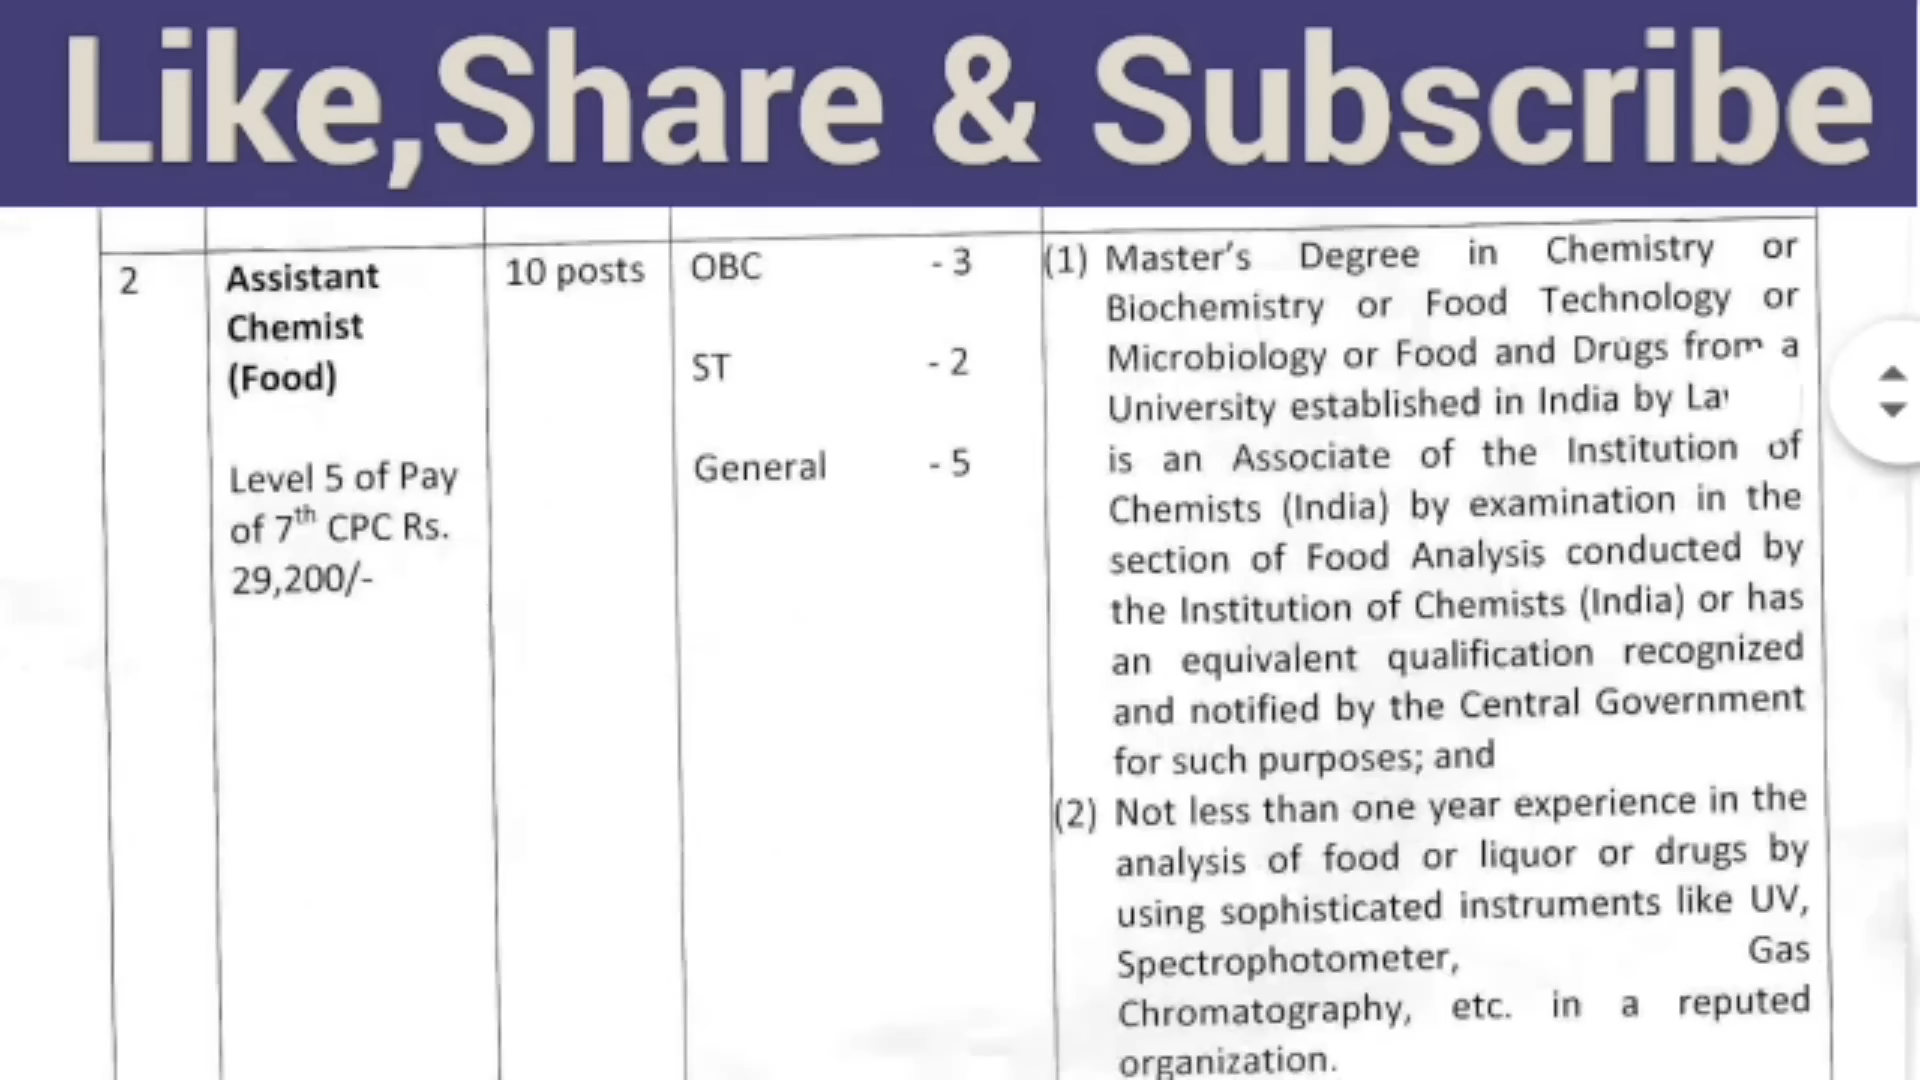 Like,Share & Subscribe
2
Assistant
Chemist
(Food)
Level 5 of Pay
of 7th CPC Rs.
29,200/-
10 posts
OBC - 3
ST - 2
General - 5
(1) Master's Degree in Chemistry or
Biochemistry or Food Technology or
Microbiology or Food and Drugs from a
University established in India by
is an Associate of the Institution of
Chemists (India) by examination in the
section of Food Analysis conducted by
the Institution of Chemists (India) or has
an equivalent qualification recognized
and notified by the Central Government
for such purposes; and
(2) Not less than one year experience in the
analysis of food or liquor or drugs by
using sophisticated instruments like UV,
Spectrophotometer, Gas
Chromatography, etc. in a reputed
organization.